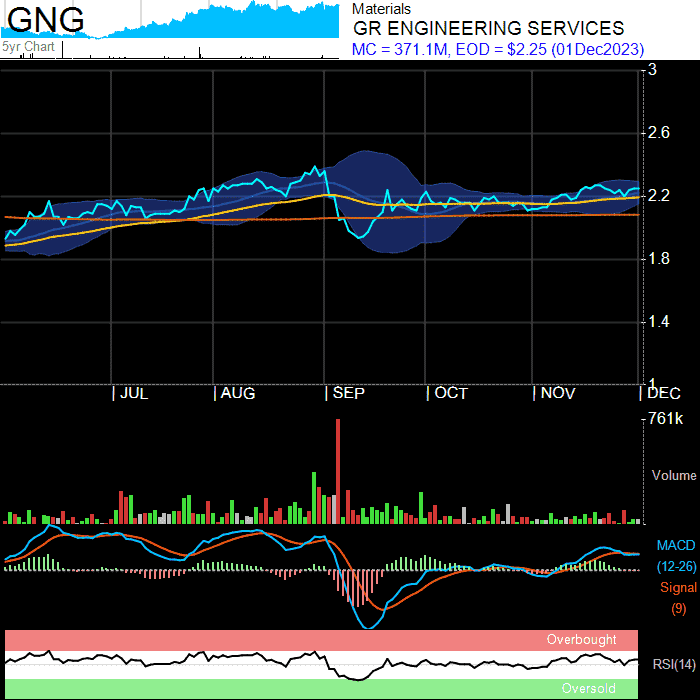 GNG
5yr Chart
Materials
GR ENGINEERING SERVICES
MC = 371.1M, EOD = $2.25 (01Dec2023)
3
2.6
2.2
1.8
1.4
1
JUL AUG SEP OCT NOV DEC
761k
Volume
MACD
(12-26)
Signal
(9)
Overbought
RSI(14)
Oversold